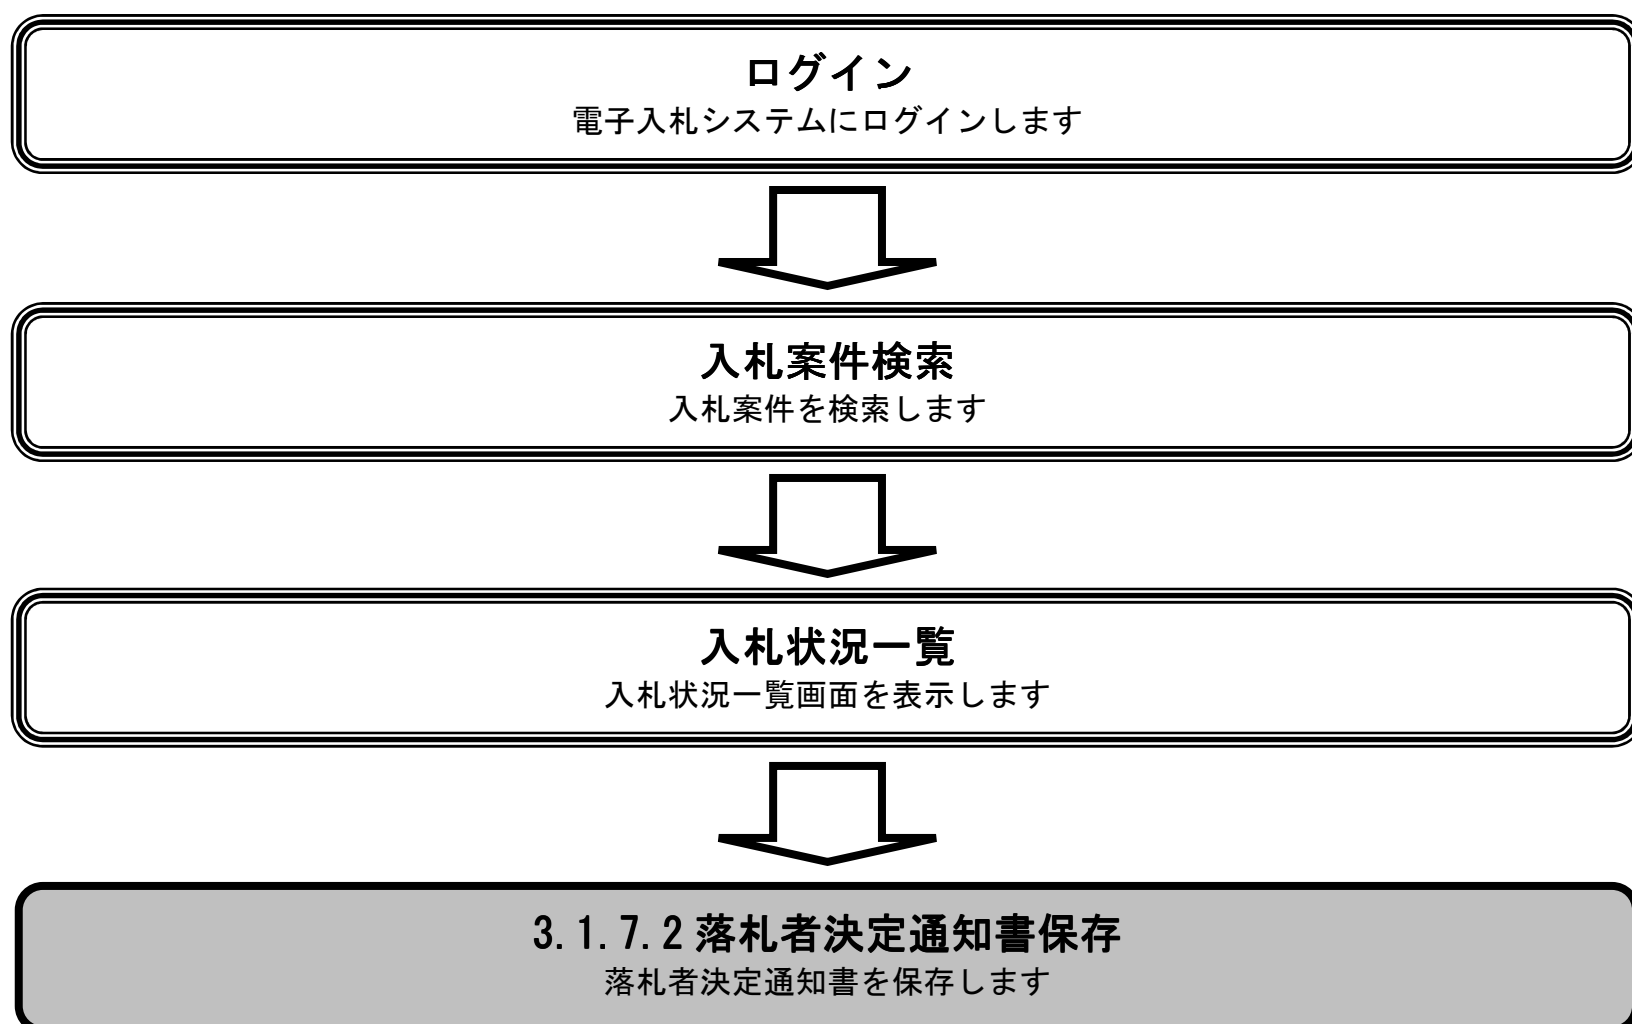 ログイン
電子入札システムにログインします
入札案件検索
入札案件を検索します
入札状況一覧
入札状況一覧画面を表示します
3.1.7.2 落札者決定通知書保存
落札者決定通知書を保存します